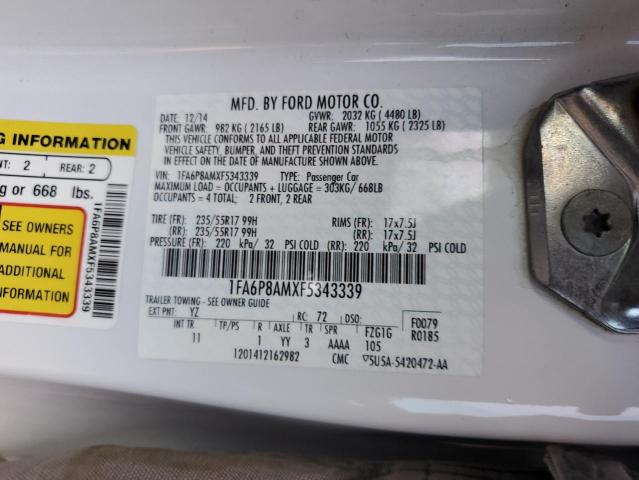 MFD. BY FORD MOTOR CO.
DATE: 12/14 GVWR: 2032 KG ( 4480 LB)
FRONT GAWR: 982 KG ( 2165 LB) REAR GAWR: 1055 KG ( 2325 LB)
THIS VEHICLE CONFORMS TO ALL APPLICABLE FEDERAL MOTOR
VEHICLE SAFETY, BUMPER, AND THEFT PREVENTION STANDARDS
IN EFFECT ON THE DATE OF MANUFACTURE SHOWN ABOVE.
VIN: 1FA6P8AMXF5343339 TYPE: Passenger Car
MAXIMUM LOAD = OCCUPANTS + LUGGAGE = 303KG/ 668LB
OCCUPANTS = 4 TOTAL: 2 FRONT, 2 REAR
TIRE (FR): 235/55R17 99H RIMS (FR): 17x7.5J
(RR): 235/55R17 99H (RR): 17x7.5J
PRESSURE (FR): 220 kPa/ 32 PSI COLD (RR): 220 kPa/ 32 PSI COLD
1FA6P8AMXF5343339
TRAILER TOWING - SEE OWNER GUIDE
EXT PNT: YZ RC: 72 DSO: F0079
INT TR TP/PS R AXLE TR SPR FZG1G R0185
11 1 YY 3 AAAA 105
1201412162982 CMC ▽5U5A-5420472-AA
G INFORMATION
NT: 2 REAR: 2
g or 668 lbs.
SEE OWNERS
MANUAL FOR
ADDITIONAL
INFORMATION
1FA6P8AMXF5343339